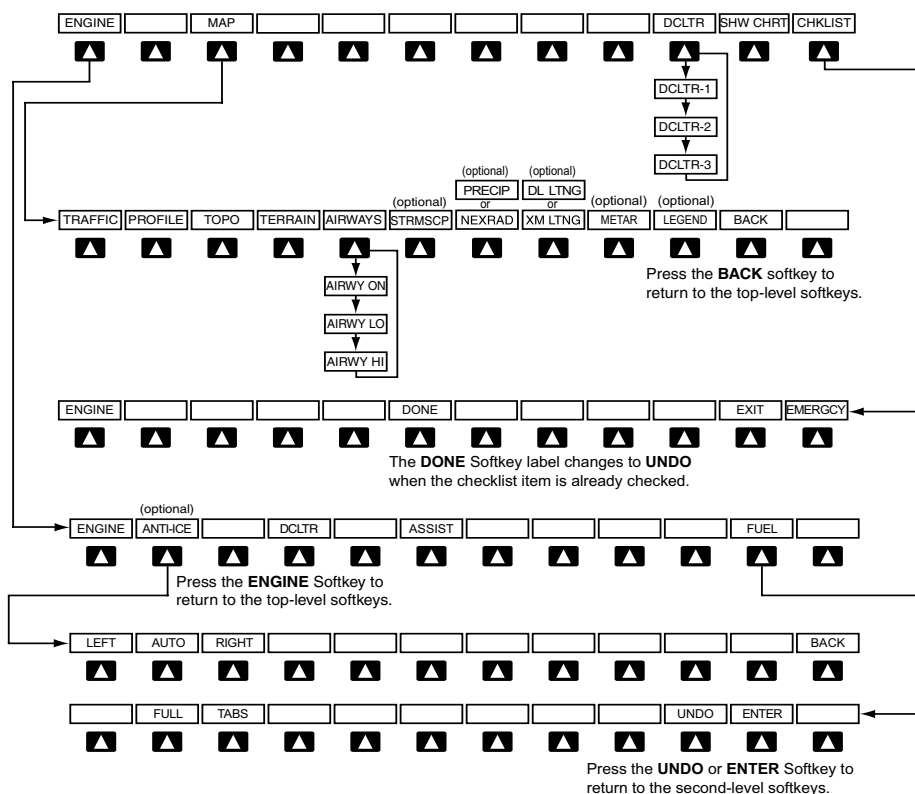 ENGINE MAP DCLTR SHW CHRT CHKLIST
DCLTR-1
DCLTR-2
DCLTR-3
(optional) (optional)
PRECIP DL LTNG
(optional) or or (optional) (optional)
TRAFFIC PROFILE TOPO TERRAIN AIRWAYS STRMSCP NEXRAD XM LTNG METAR LEGEND BACK
Press the BACK softkey to
return to the top-level softkeys.
AIRWY ON
AIRWY LO
AIRWY HI
ENGINE DONE EXIT EMERGCY
The DONE Softkey label changes to UNDO
when the checklist item is already checked.
(optional)
ENGINE ANTI-ICE DCLTR ASSIST FUEL
Press the ENGINE Softkey to
return to the top-level softkeys.
LEFT AUTO RIGHT BACK
FULL TABS UNDO ENTER
Press the UNDO or ENTER Softkey to
return to the second-level softkeys.